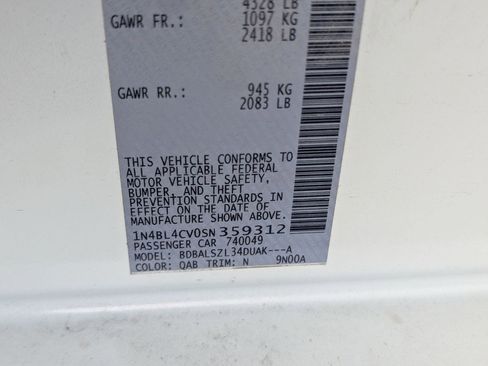 4328 LB
GAWR FR.: 1097 KG
2418 LB
GAWR RR.: 945 KG
2083 LB
THIS VEHICLE CONFORMS TO
ALL APPLICABLE FEDERAL
MOTOR VEHICLE SAFETY,
BUMPER, AND THEFT
PREVENTION STANDARDS IN
EFFECT ON THE DATE OF
MANUFACTURE SHOWN ABOVE.
1N4BL4CV0SN359312
PASSENGER CAR 740049
MODEL: BDBALSZL34DUAK---A
COLOR: QAB TRIM: N 9N00A